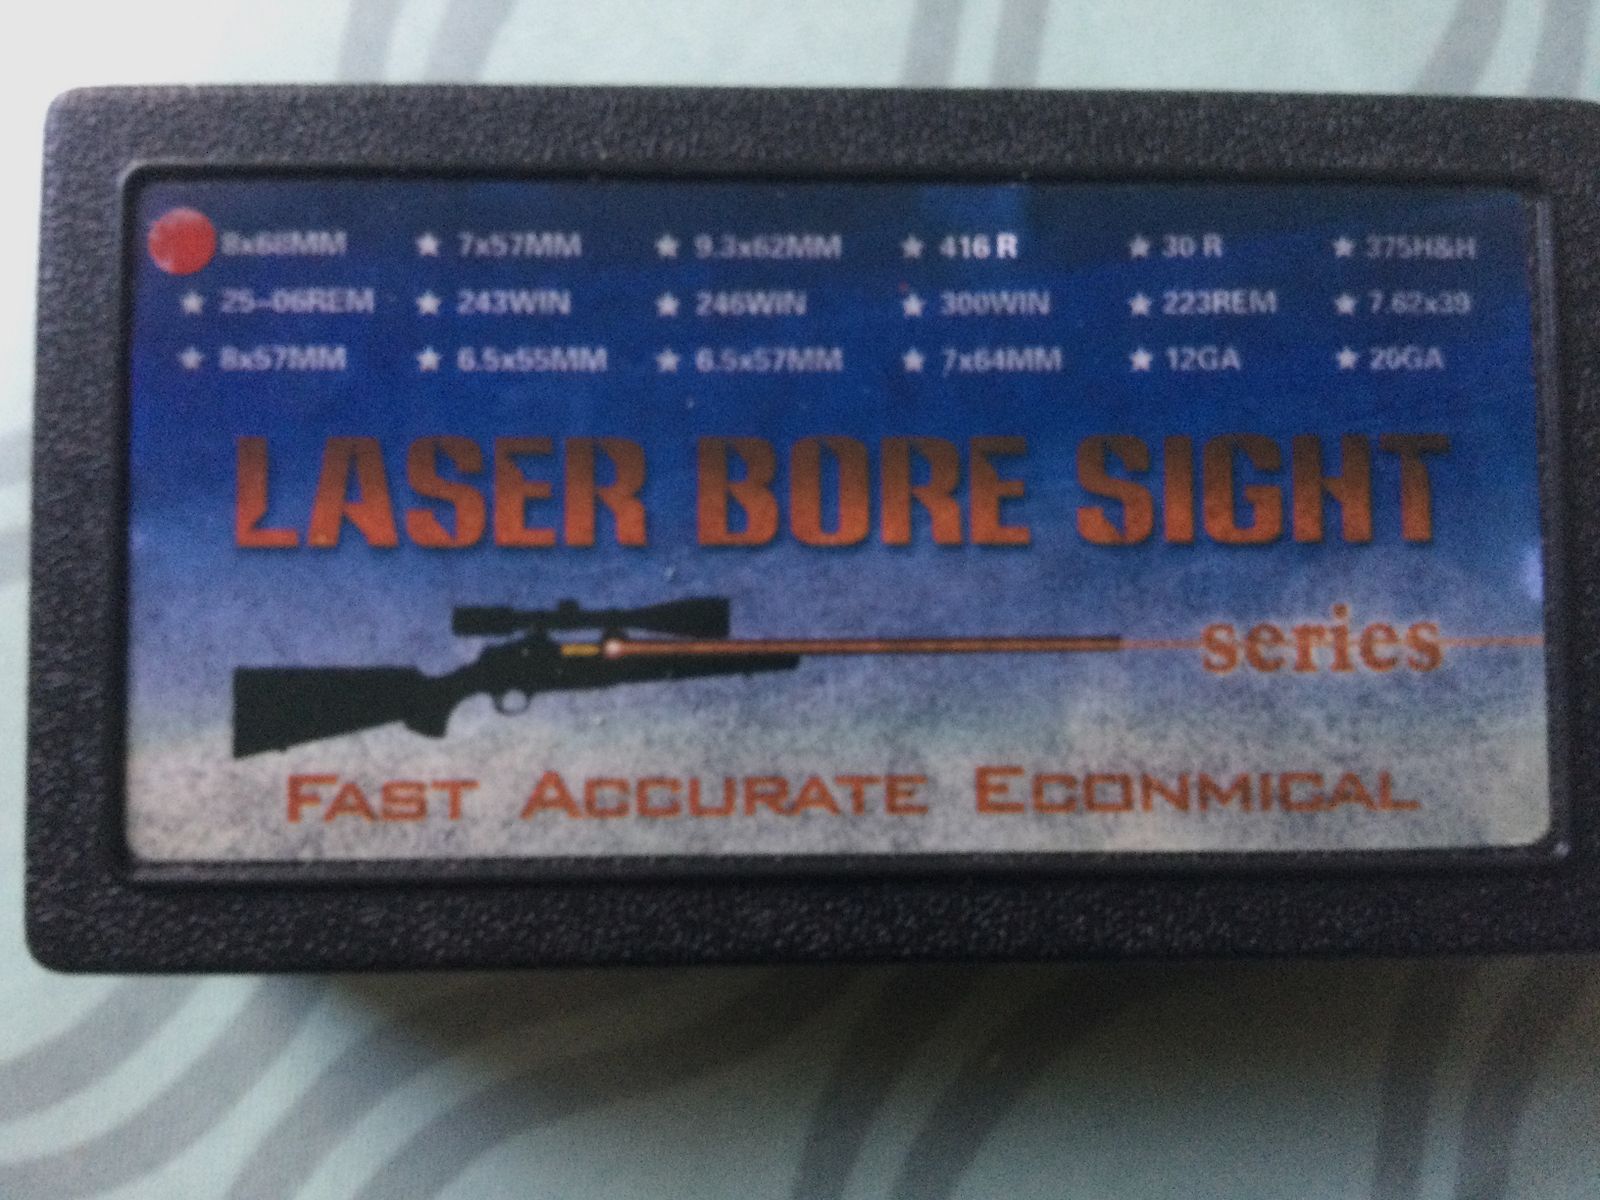 8x68MM ★ 7x57MM ★ 9.3x62MM ★ 416 R ★ 30 R ★ 375H&H
★ 25-06REM ★ 243WIN ★ 246WIN ★ 300WIN ★ 223REM ★ 7.62x39
★ 8x57MM ★ 6.5x55MM ★ 6.5x57MM ★ 7x64MM ★ 12GA ★ 20GA
LASER BORE SIGHT
series
FAST ACCURATE ECONMICAL